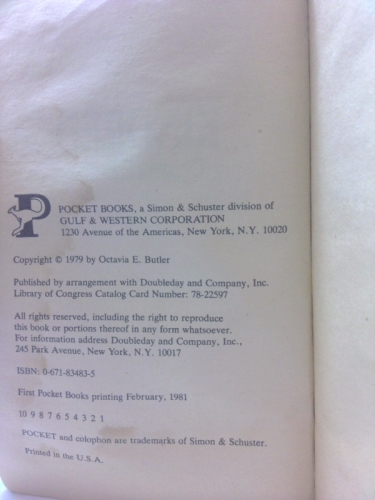 P
POCKET BOOKS, a Simon & Schuster division of
GULF & WESTERN CORPORATION
1230 Avenue of the Americas, New York, N.Y. 10020
Copyright © 1979 by Octavia E. Butler
Published by arrangement with Doubleday and Company, Inc.
Library of Congress Catalog Card Number: 78-22597
All rights reserved, including the right to reproduce
this book or portions thereof in any form whatsoever.
For information address Doubleday and Company, Inc.,
245 Park Avenue, New York, N.Y. 10017
ISBN: 0-671-83483-5
First Pocket Books printing February, 1981
10 9 8 7 6 5 4 3 2 1
POCKET and colophon are trademarks of Simon & Schuster.
Printed in the U.S.A.